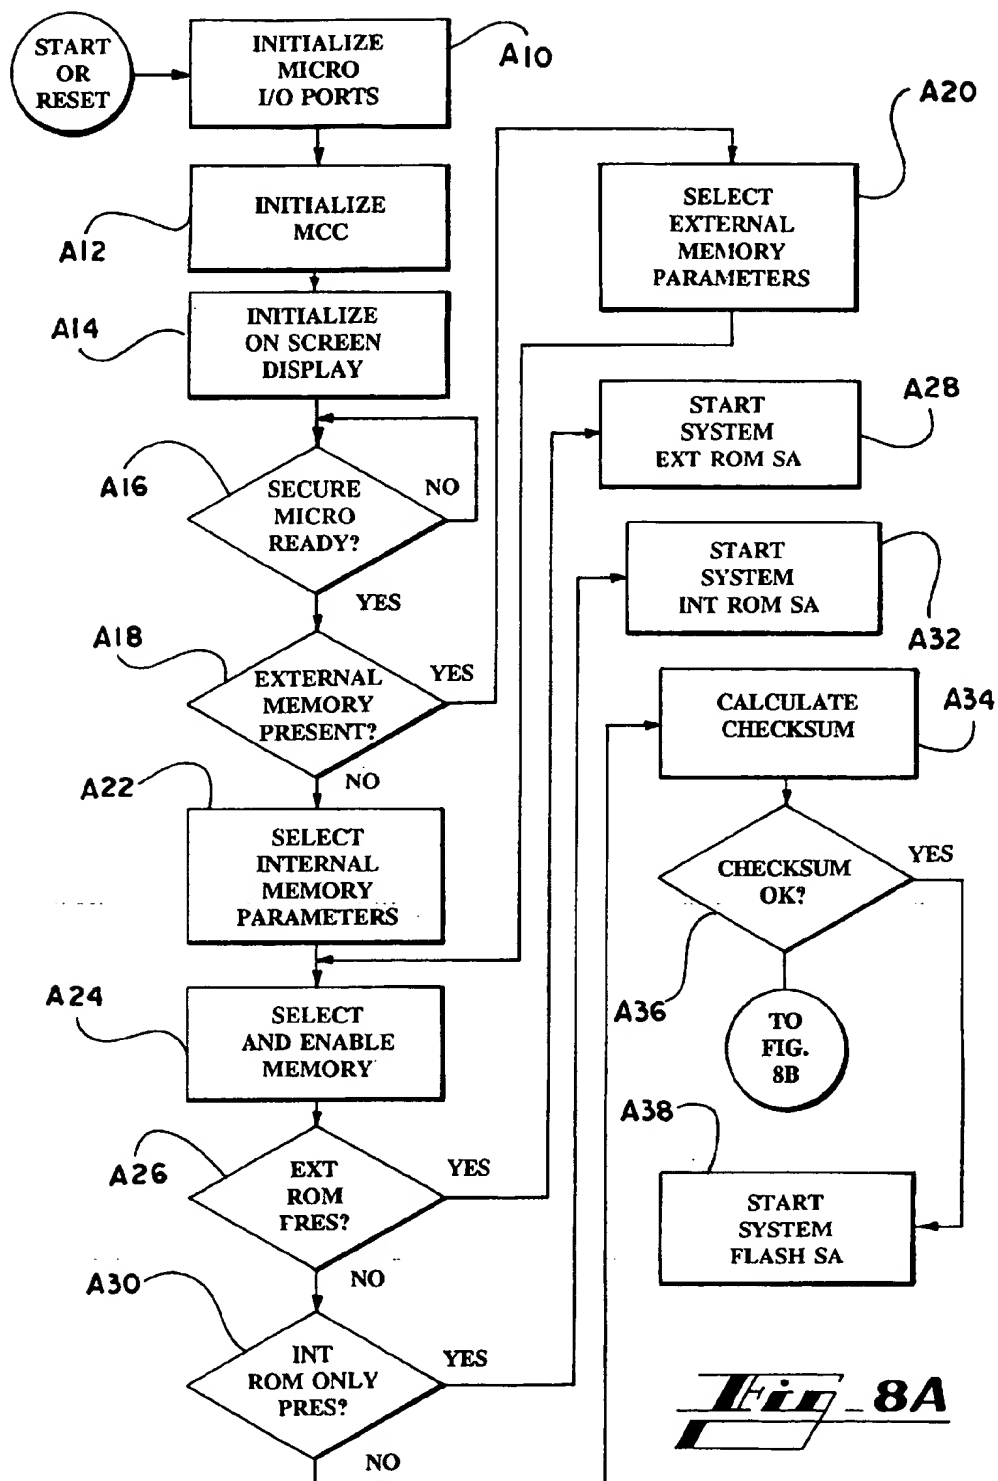 START
OR
RESET
INITIALIZE
MICRO
I/O PORTS
A10
INITIALIZE
MCC
A12
INITIALIZE
ON SCREEN
DISPLAY
A14
SECURE
MICRO
READY?
A16
NO
YES
EXTERNAL
MEMORY
PRESENT?
A18
YES
NO
SELECT
EXTERNAL
MEMORY
PARAMETERS
A20
SELECT
INTERNAL
MEMORY
PARAMETERS
A22
SELECT
AND ENABLE
MEMORY
A24
EXT
ROM
PRES?
A26
YES
NO
START
SYSTEM
EXT ROM SA
A28
INT
ROM ONLY
PRES?
A30
YES
NO
START
SYSTEM
INT ROM SA
A32
CALCULATE
CHECKSUM
A34
CHECKSUM
OK?
A36
YES
TO
FIG.
8B
START
SYSTEM
FLASH SA
A38
Fig_8A